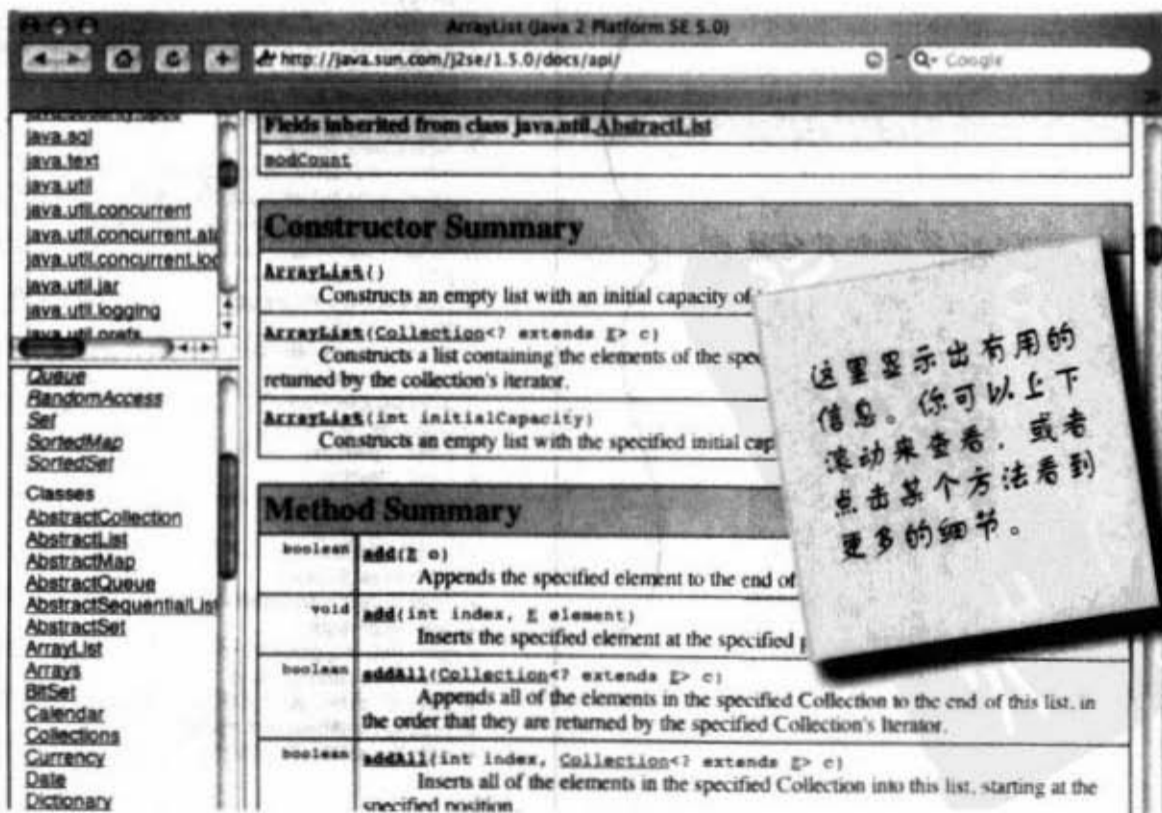 ArrayList (Java 2 Platform SE 5.0)
http://java.sun.com/j2se/1.5.0/docs/api/
Google
java.sql
java.text
java.util
java.util.concurrent
java.util.concurrent.ato
java.util.concurrent.loc
java.util.jar
java.util.logging
java.util.prefs
Queue
RandomAccess
Set
SortedMap
SortedSet
Classes
AbstractCollection
AbstractList
AbstractMap
AbstractQueue
AbstractSequentialList
AbstractSet
ArrayList
Arrays
BitSet
Calendar
Collections
Currency
Date
Dictionary
Fields inherited from class java.util.AbstractList
modCount
Constructor Summary
ArrayList()
Constructs an empty list with an initial capacity of
ArrayList(Collection<? extends E> c)
Constructs a list containing the elements of the spec
returned by the collection's iterator.
ArrayList(int initialCapacity)
Constructs an empty list with the specified initial cap
Method Summary
boolean add(E o)
Appends the specified element to the end of
void add(int index, E element)
Inserts the specified element at the specified p
boolean addAll(Collection<? extends E> c)
Appends all of the elements in the specified Collection to the end of this list, in
the order that they are returned by the specified Collection's Iterator.
boolean addAll(int index, Collection<? extends E> c)
Inserts all of the elements in the specified Collection into this list, starting at the
specified position.
这里显示出有用的
信息。你可以上下
滚动来查看，或者
点击某个方法看到
更多的细节。